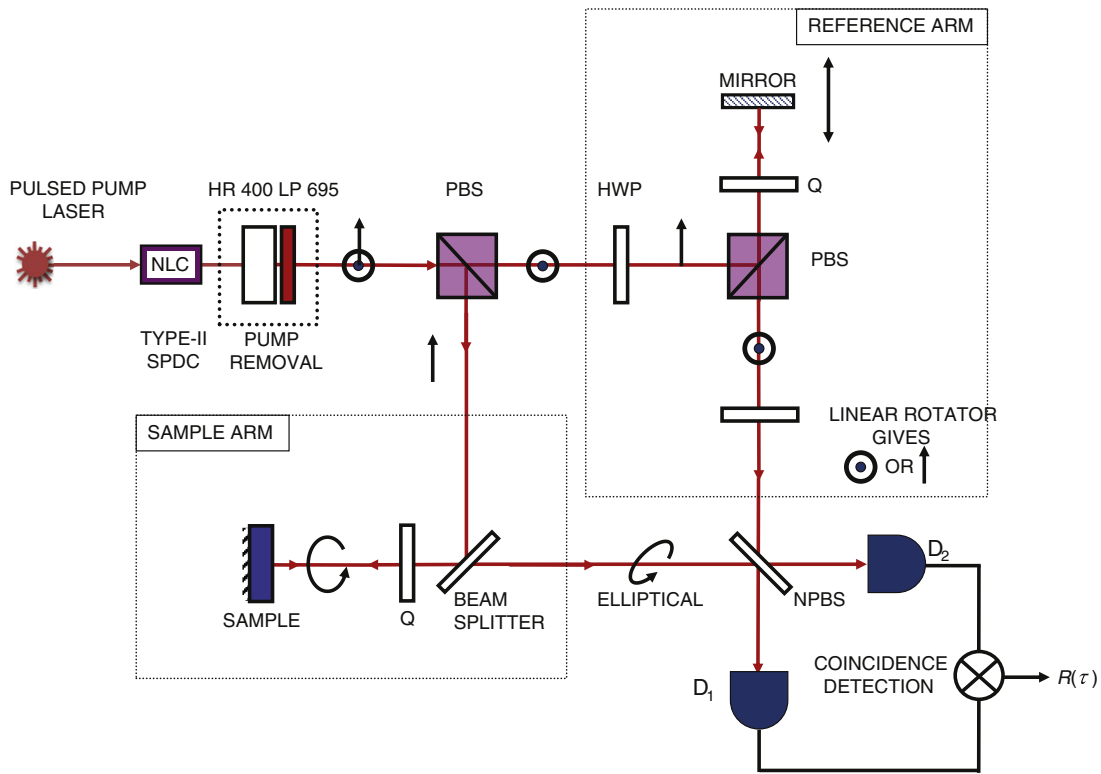 REFERENCE ARM
MIRROR
Q
HWP
PBS
PULSED PUMP
LASER
HR 400 LP 695
PBS
NLC
TYPE-II
SPDC
PUMP
REMOVAL
LINEAR ROTATOR
GIVES
OR
SAMPLE ARM
SAMPLE
Q
BEAM
SPLITTER
ELLIPTICAL
NPBS
D2
D1
COINCIDENCE
DETECTION
R(τ)